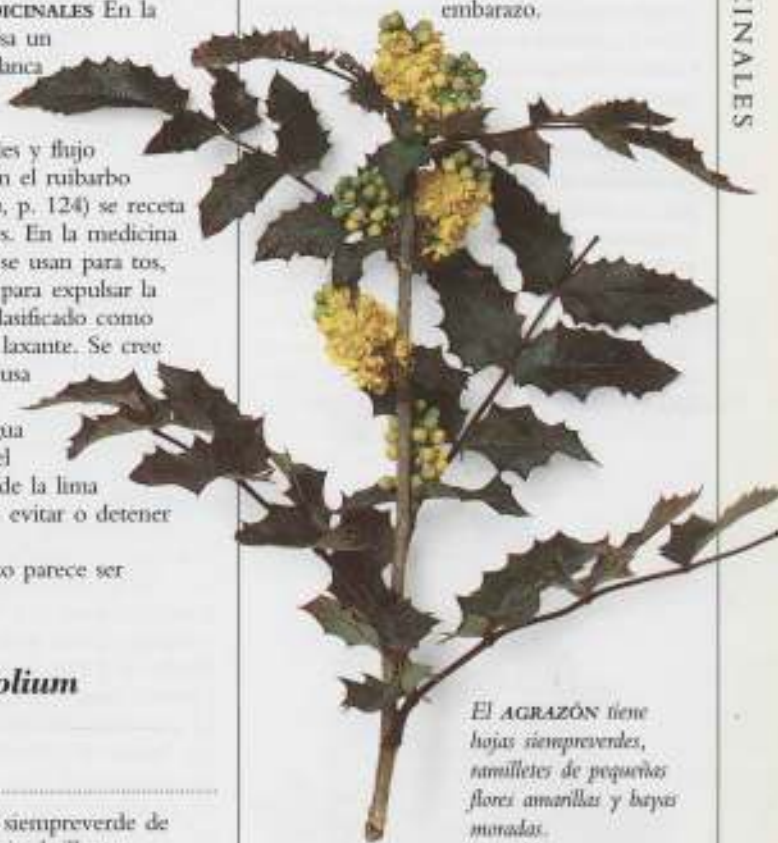 DICINALES En la
sa un
lanca
les y flujo
n el ruibarbo
, p. 124) se receta
s. En la medicina
se usan para tos,
para expulsar la
lasificado como
laxante. Se cree
usa
gua
el
de la lima
evitar o detener
o parece ser
olium
siempreverde de
embarazo.
El AGRAZÓN tiene
hojas siempreverdes,
ramilletes de pequeñas
flores amarillas y bayas
moradas.
INALES